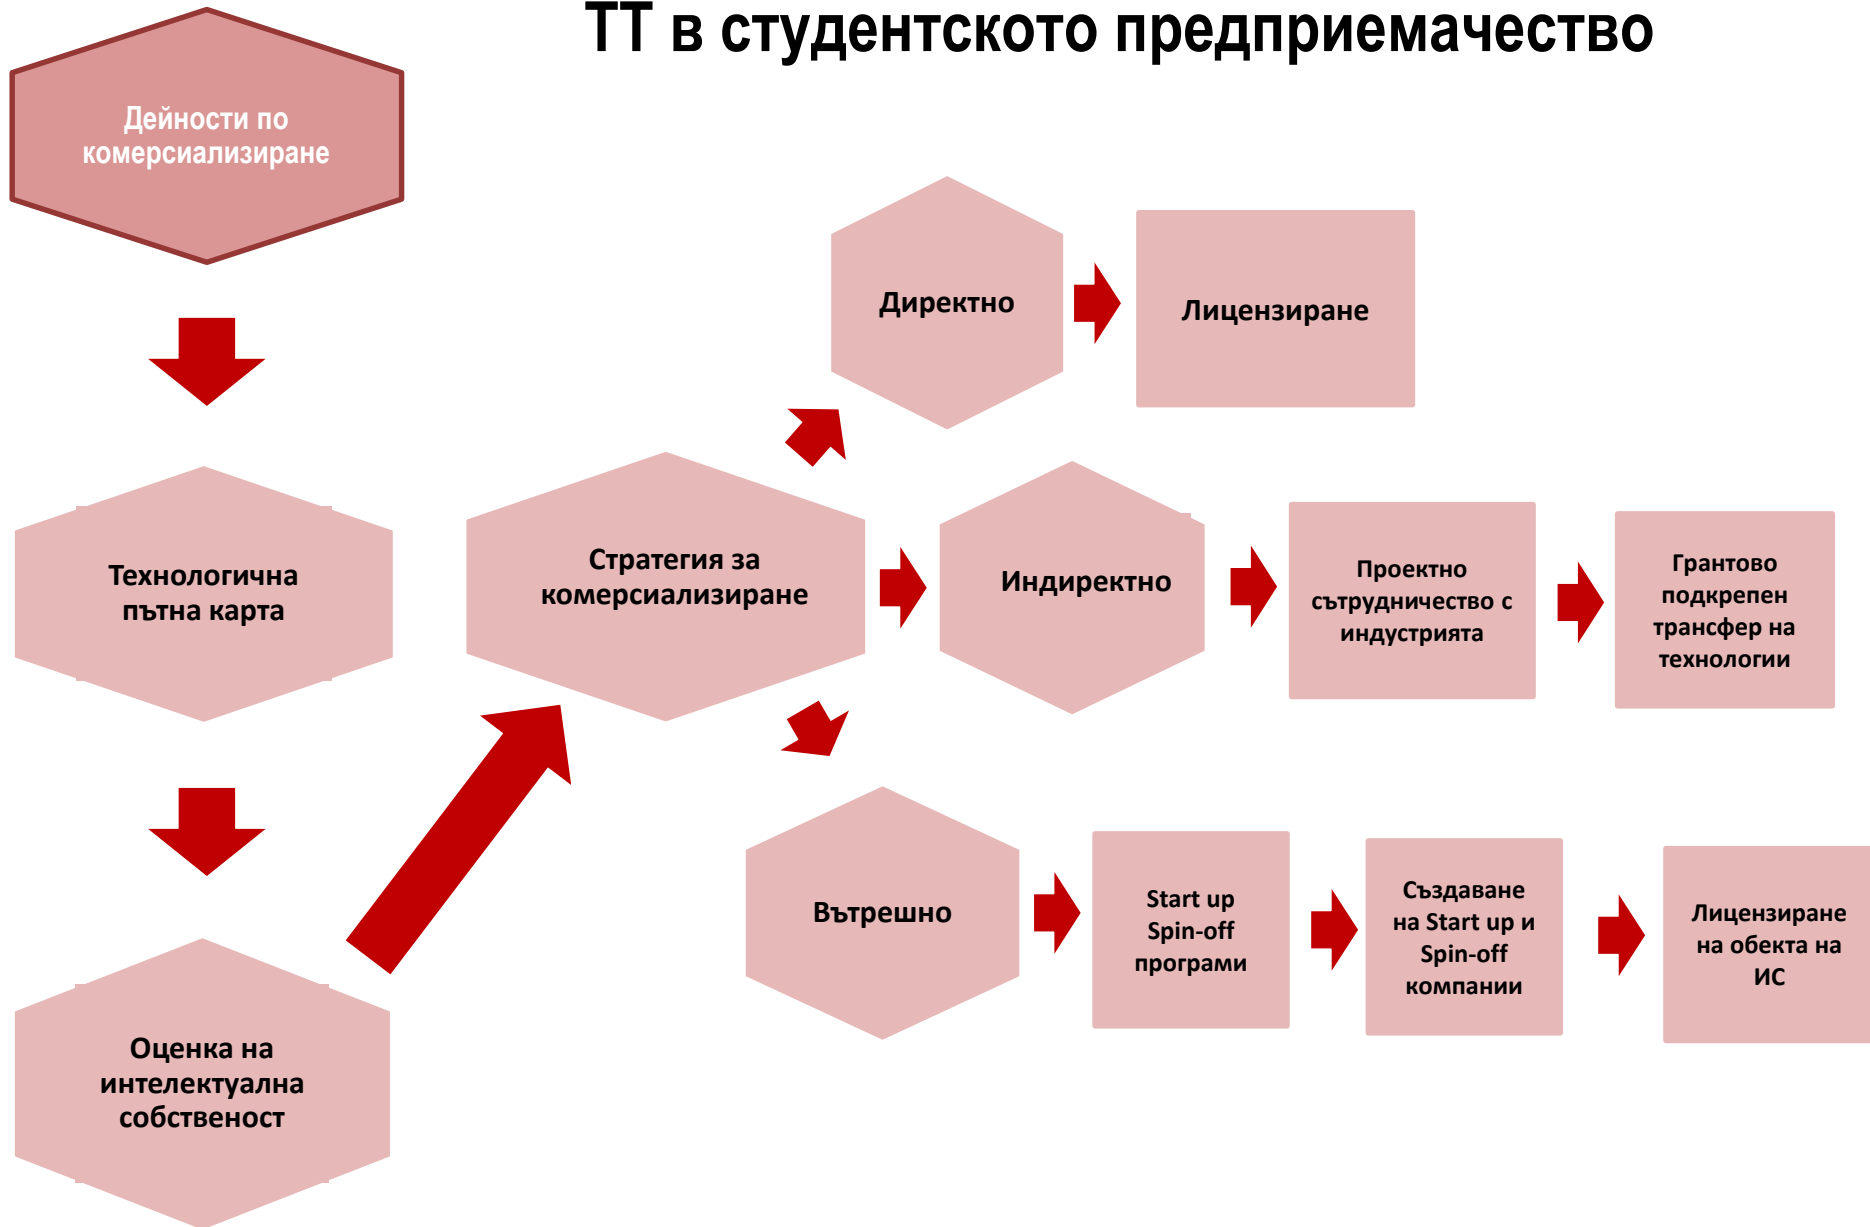 ТТ в студентското предприемачество
Дейности по
комерсиализиране
Директно
Лицензиране
Технологична
пътна карта
Стратегия за
комерсиализиране
Индиректно
Проектно
сътрудничество с
индустрията
Грантово
подкрепен
трансфер на
технологии
Вътрешно
Start up
Spin-off
програми
Създаване
на Start up и
Spin-off
компании
Лицензиране
на обекта на
ИС
Оценка на
интелектуална
собственост